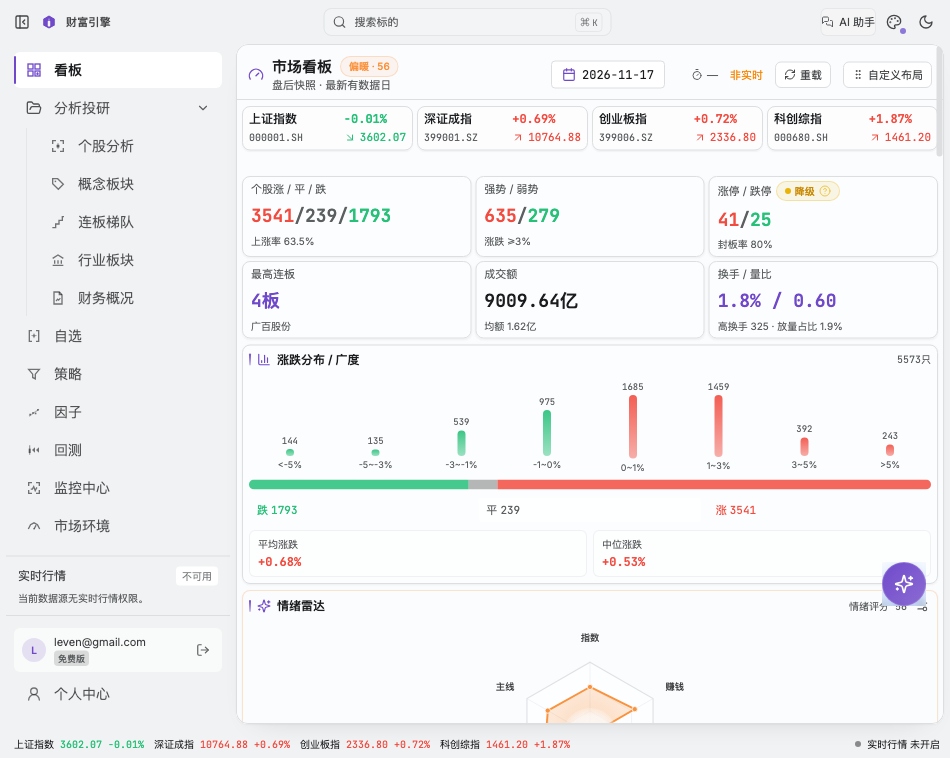 财富引擎
搜索标的
⌘ K
AI 助手
看板
分析投研
个股分析
概念板块
连板梯队
行业板块
财务概况
自选
策略
因子
回测
监控中心
市场环境
实时行情
不可用
当前数据源无实时行情权限。
L
leven@gmail.com
免费版
个人中心
市场看板
偏暖 · 56
盘后快照 · 最新有数据日
2026-11-17
—
非实时
重载
自定义布局
上证指数 -0.01%
000001.SH 3602.07
深证成指 +0.69%
399001.SZ 10764.88
创业板指 +0.72%
399006.SZ 2336.80
科创综指 +1.87%
000680.SH 1461.20
个股涨 / 平 / 跌
3541/239/1793
上涨率 63.5%
强势 / 弱势
635/279
涨跌 ≥3%
涨停 / 跌停
降级
41/25
封板率 80%
最高连板
4板
广百股份
成交额
9009.64亿
均额 1.62亿
换手 / 量比
1.8% / 0.60
高换手 325 · 放量占比 1.9%
涨跌分布 / 广度
5573只
144
135
539
975
1685
1459
392
243
<-5%
-5~-3%
-3~-1%
-1~0%
0~1%
1~3%
3~5%
>5%
跌 1793
平 239
涨 3541
平均涨跌
+0.68%
中位涨跌
+0.53%
情绪雷达
情绪评分 56
指数
主线
赚钱
上证指数 3602.07 -0.01% 深证成指 10764.88 +0.69% 创业板指 2336.80 +0.72% 科创综指 1461.20 +1.87%
实时行情 未开启